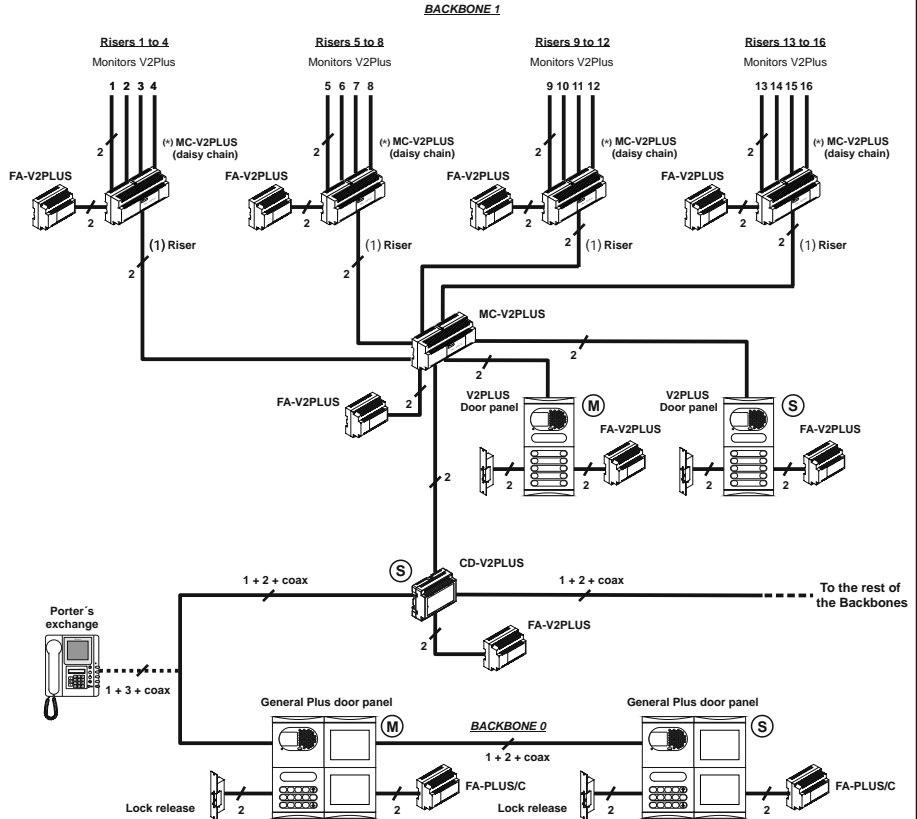 BACKBONE 1
Risers 1 to 4
Monitors V2Plus
1 2 3 4
2
(*) MC-V2PLUS
(daisy chain)
FA-V2PLUS
2
(1) Riser
2
Risers 5 to 8
Monitors V2Plus
5 6 7 8
2
(*) MC-V2PLUS
(daisy chain)
FA-V2PLUS
2
(1) Riser
2
Risers 9 to 12
Monitors V2Plus
9 10 11 12
2
(*) MC-V2PLUS
(daisy chain)
FA-V2PLUS
2
2
(1) Riser
Risers 13 to 16
Monitors V2Plus
13 14 15 16
2
(*) MC-V2PLUS
(daisy chain)
FA-V2PLUS
2
2
(1) Riser
MC-V2PLUS
2
2
FA-V2PLUS
2
V2PLUS
Door panel
M
FA-V2PLUS
2
2
V2PLUS
Door panel
S
FA-V2PLUS
2
2
2
S
CD-V2PLUS
1 + 2 + coax
1 + 2 + coax
To the rest of
the Backbones
FA-V2PLUS
2
Porter´s
exchange
1 + 3 + coax
General Plus door panel
M
BACKBONE 0
1 + 2 + coax
General Plus door panel
S
Lock release
2
2
FA-PLUS/C
Lock release
2
2
FA-PLUS/C